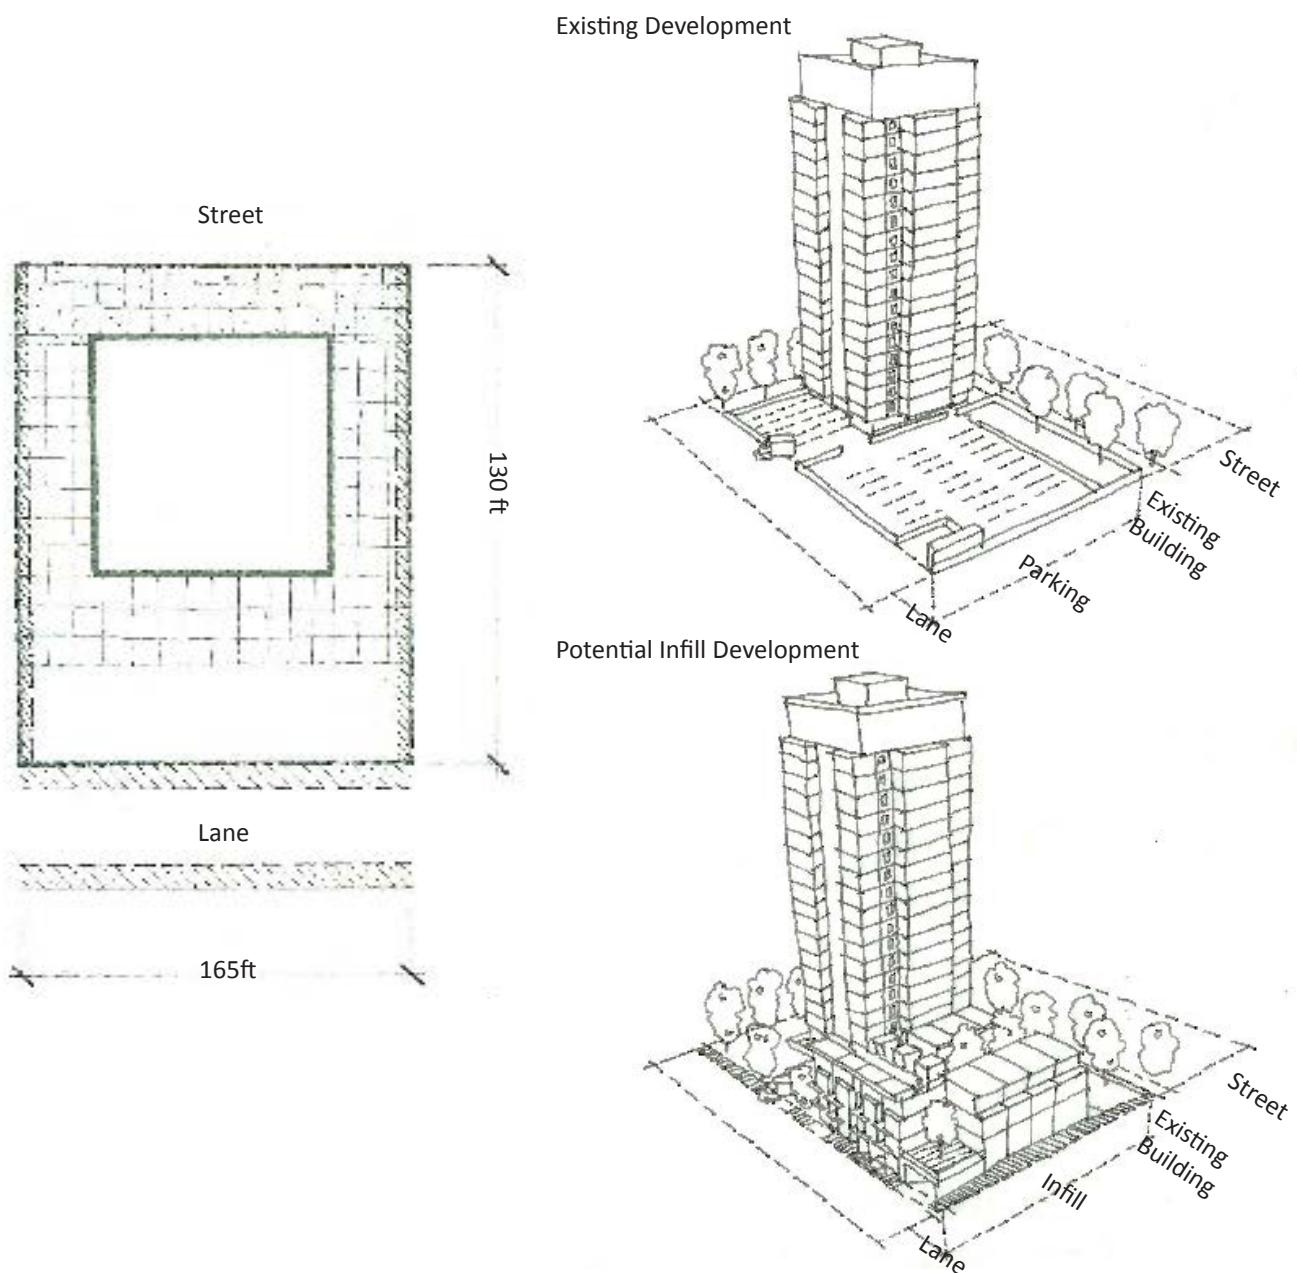 Existing Development
Street
130 ft
Lane
165ft
Street
Existing
Building
Parking
Lane
Potential Infill Development
Street
Existing
Building
Infill
Lane